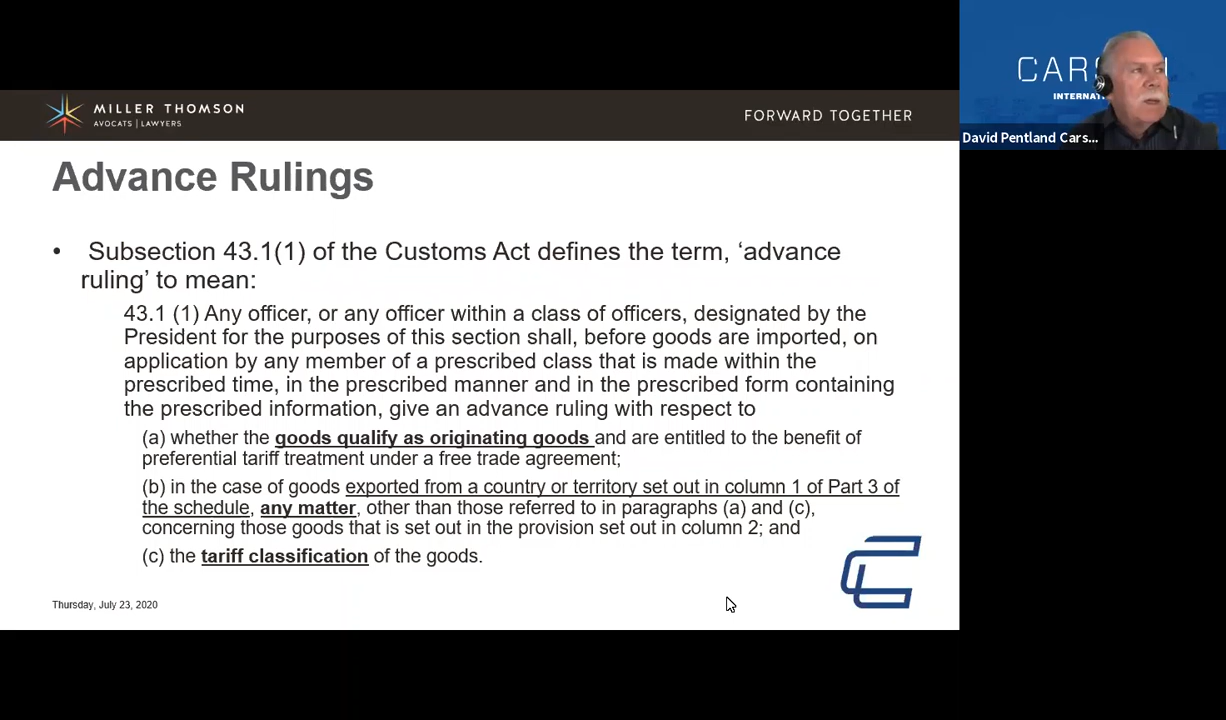 MILLER THOMSON
AVOCATS | LAWYERS
FORWARD TOGETHER
INTERNAT
David Pentland Cars...
Advance Rulings
• Subsection 43.1(1) of the Customs Act defines the term, ‘advance
ruling’ to mean:
43.1 (1) Any officer, or any officer within a class of officers, designated by the
President for the purposes of this section shall, before goods are imported, on
application by any member of a prescribed class that is made within the
prescribed time, in the prescribed manner and in the prescribed form containing
the prescribed information, give an advance ruling with respect to
(a) whether the goods qualify as originating goods and are entitled to the benefit of
preferential tariff treatment under a free trade agreement;
(b) in the case of goods exported from a country or territory set out in column 1 of Part 3 of
the schedule, any matter, other than those referred to in paragraphs (a) and (c),
concerning those goods that is set out in the provision set out in column 2; and
(c) the tariff classification of the goods.
Thursday, July 23, 2020